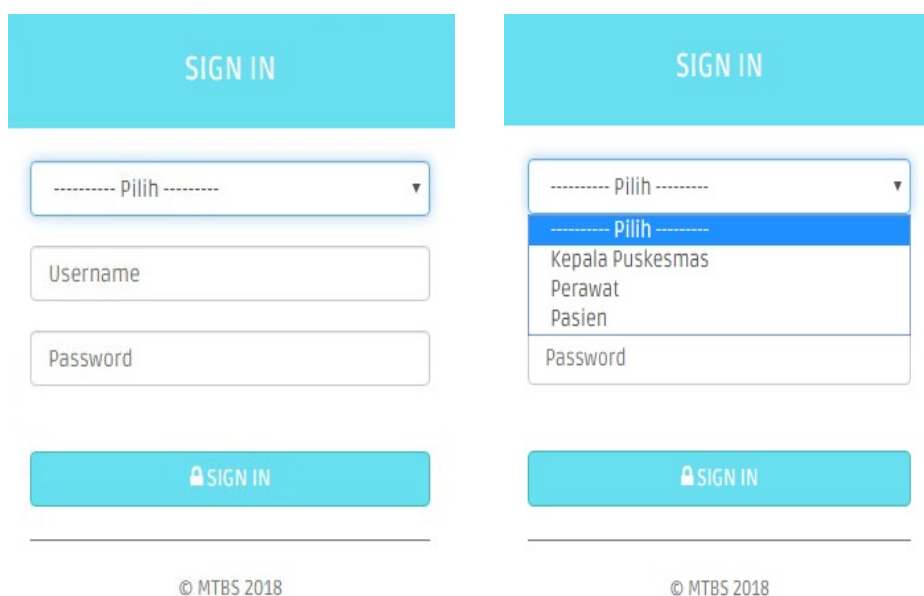 SIGN IN
---------- Pilih ---------
Username
Password
SIGN IN
© MTBS 2018
SIGN IN
---------- Pilih ---------
---------- Pilih ---------
Kepala Puskesmas
Perawat
Pasien
Password
SIGN IN
© MTBS 2018